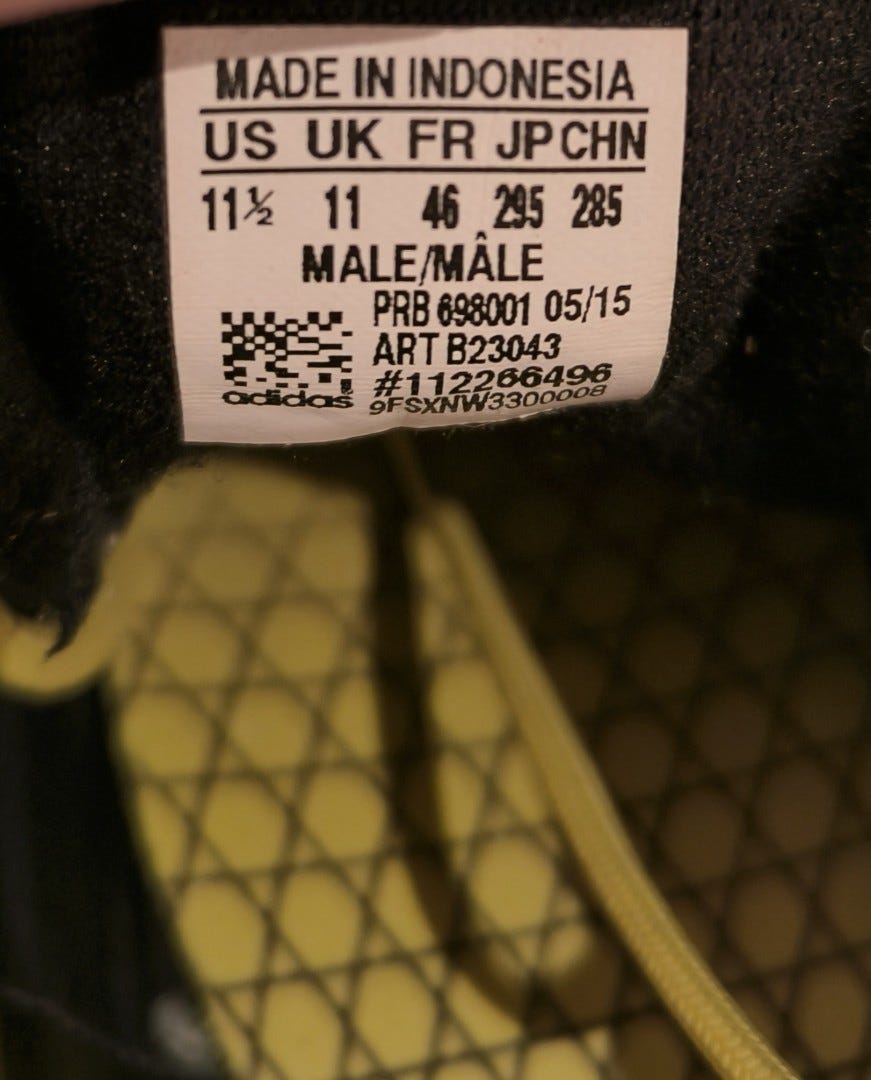 MADE IN INDONESIA
US UK FR JP CHN
11½ 11 46 295 285
MALE/MÂLE
PRB 698001 05/15
ART B23043
#112266496
9FSXNW3300008
adidas